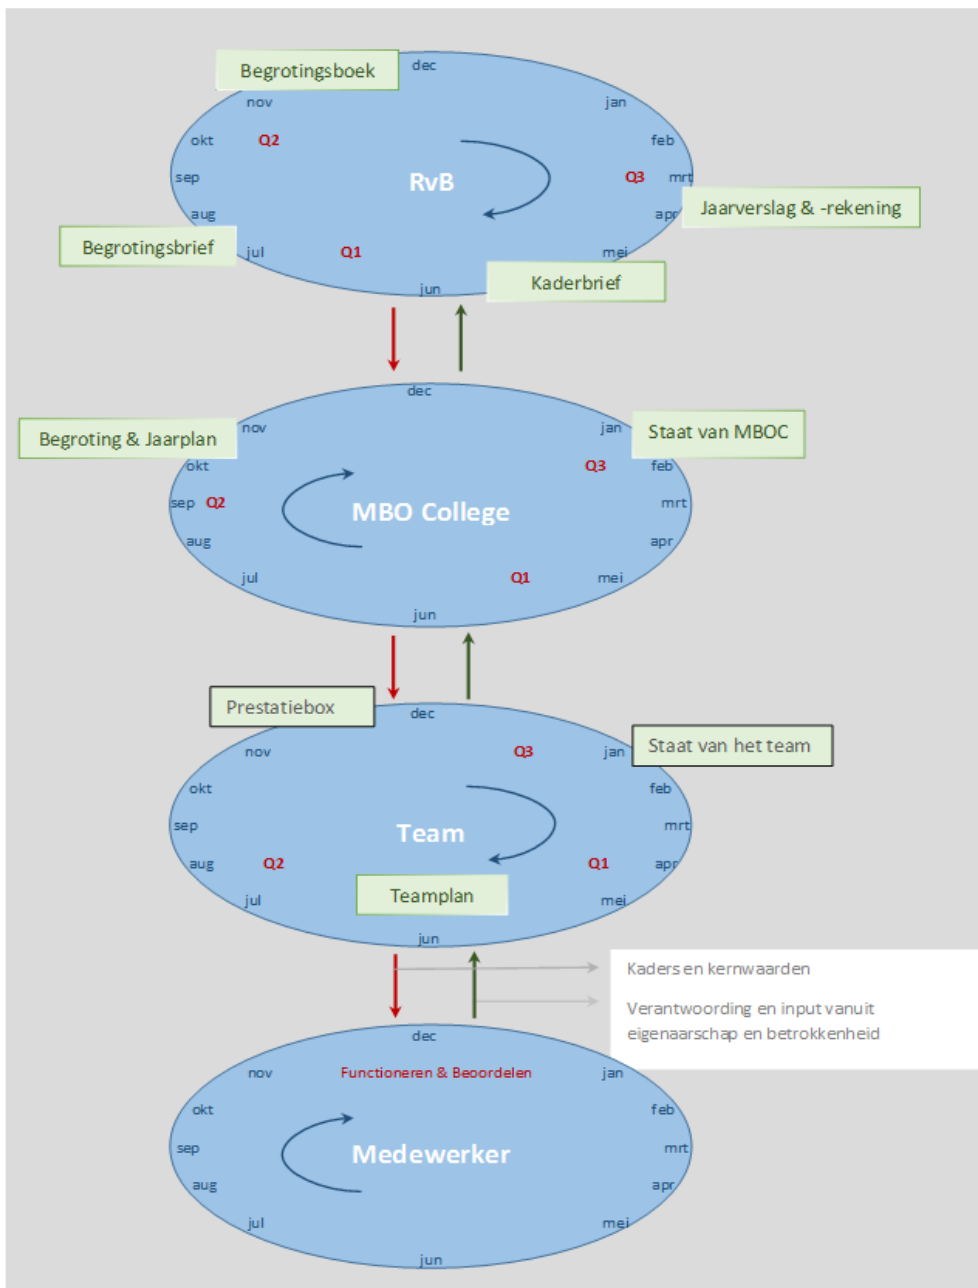 Begrotingsboek
dec
nov
jan
okt
Q2
feb
sep
RvB
Q3
mrt
aug
apr
Jaarverslag & -rekening
Begrotingsbrief
jul
Q1
mei
jun
Kaderbrief
dec
Begroting & Jaarplan
nov
jan
Staat van MBOC
okt
Q3
feb
sep
Q2
MBO College
mrt
aug
apr
jul
Q1
mei
jun
Prestatiebox
dec
nov
Q3
jan
Staat van het team
okt
feb
sep
Team
mrt
aug
Q2
Q1
apr
jul
Teamplan
mei
jun
Kaders en kernwaarden
Verantwoording en input vanuit
eigenaarschap en betrokkenheid
dec
nov
Functioneren & Beoordelen
jan
okt
feb
sep
Medewerker
mrt
aug
apr
jul
mei
jun